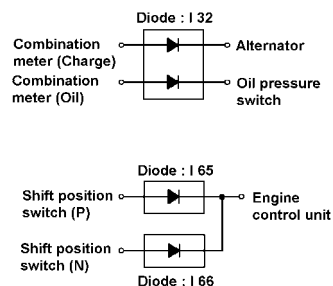 Diode : I 32
Combination
meter (Charge)
Alternator
Combination
meter (Oil)
Oil pressure
switch
Diode : I 65
Shift position
switch (P)
Engine
control unit
Shift position
switch (N)
Diode : I 66